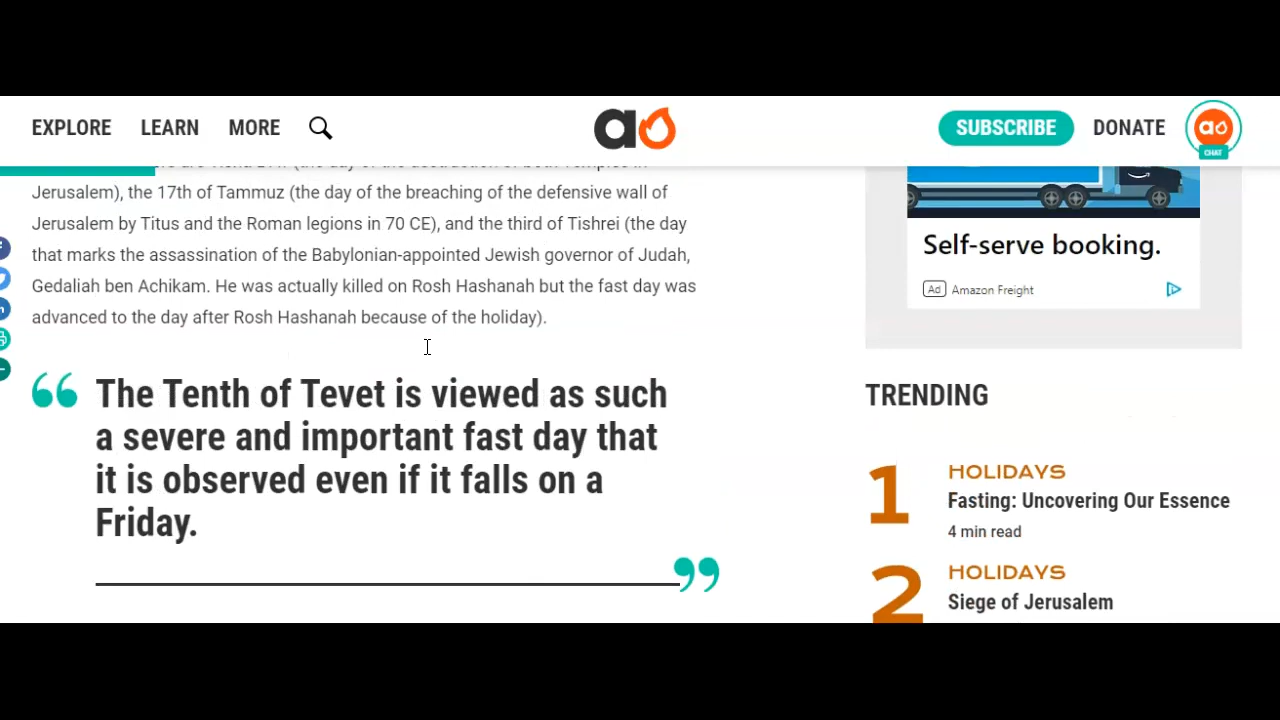 EXPLORE LEARN MORE
SUBSCRIBE DONATE
CHAT
Jerusalem), the 17th of Tammuz (the day of the breaching of the defensive wall of
Jerusalem by Titus and the Roman legions in 70 CE), and the third of Tishrei (the day
that marks the assassination of the Babylonian-appointed Jewish governor of Judah,
Gedaliah ben Achikam. He was actually killed on Rosh Hashanah but the fast day was
advanced to the day after Rosh Hashanah because of the holiday).
“The Tenth of Tevet is viewed as such
a severe and important fast day that
it is observed even if it falls on a
Friday.
”
Self-serve booking.
Ad Amazon Freight
TRENDING
1 HOLIDAYS
Fasting: Uncovering Our Essence
4 min read
2 HOLIDAYS
Siege of Jerusalem